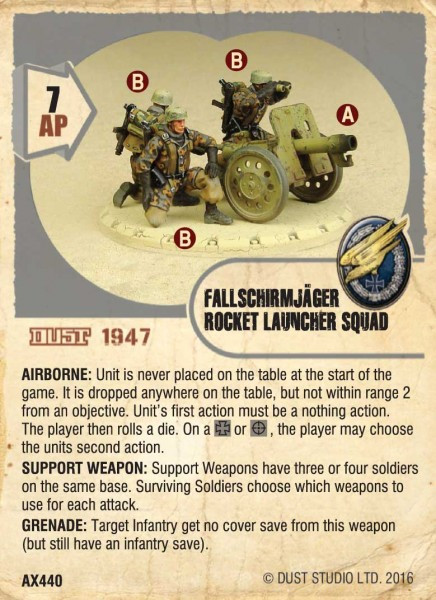 7
AP
B
B
A
B
FALLSCHIRMJÄGER
ROCKET LAUNCHER SQUAD
DUST 1947
AIRBORNE: Unit is never placed on the table at the start of the
game. It is dropped anywhere on the table, but not within range 2
from an objective. Unit's first action must be a nothing action.
The player then rolls a die. On a or , the player may choose
the units second action.
SUPPORT WEAPON: Support Weapons have three or four soldiers
on the same base. Surviving Soldiers choose which weapons to
use for each attack.
GRENADE: Target Infantry get no cover save from this weapon
(but still have an infantry save).
AX440
© DUST STUDIO LTD. 2016